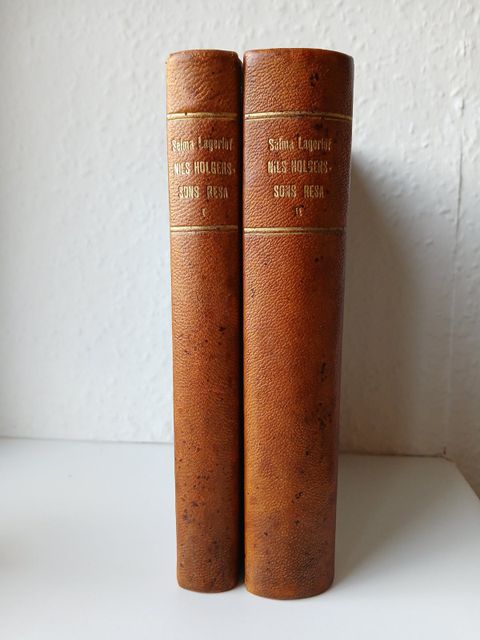 Selma Lagerlöf
NILS HOLGERS-
SONS RESA
I
Selma Lagerlöf
NILS HOLGERS-
SONS RESA
II